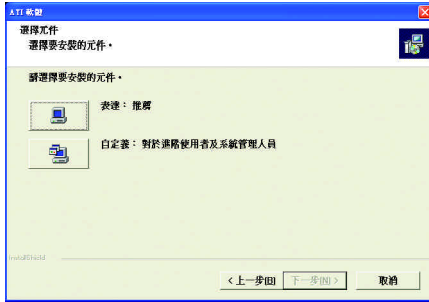 ATI 軟體
選擇元件
選擇要安裝的元件。
請選擇要安裝的元件。
表達： 推薦
自定義： 對於進階使用者及系統管理人員
InstallShield
<上一步(B)
下一步(N)>
取消